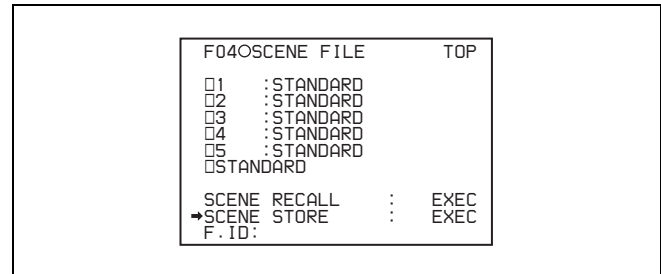 F04○SCENE FILE TOP
□1 :STANDARD
□2 :STANDARD
□3 :STANDARD
□4 :STANDARD
□5 :STANDARD
□STANDARD
SCENE RECALL : EXEC
➡SCENE STORE : EXEC
F.ID: